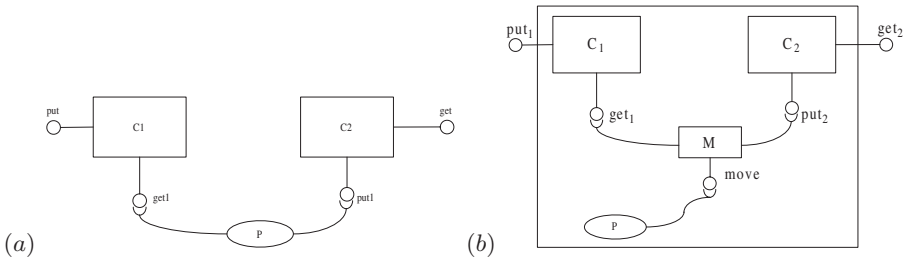 put
C1
C2
get
get1
put1
P
(a)
put₁
C₁
C₂
get₂
get₁
put₂
M
move
P
(b)